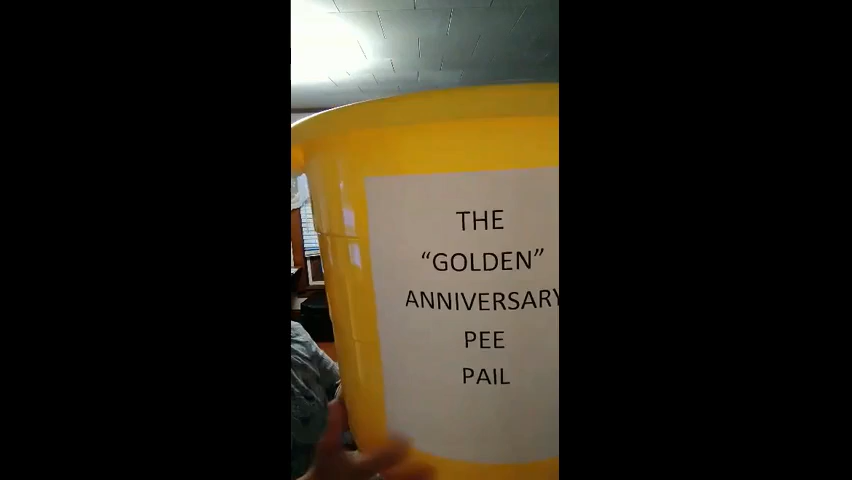 THE
“GOLDEN”
ANNIVERSARY
PEE
PAIL